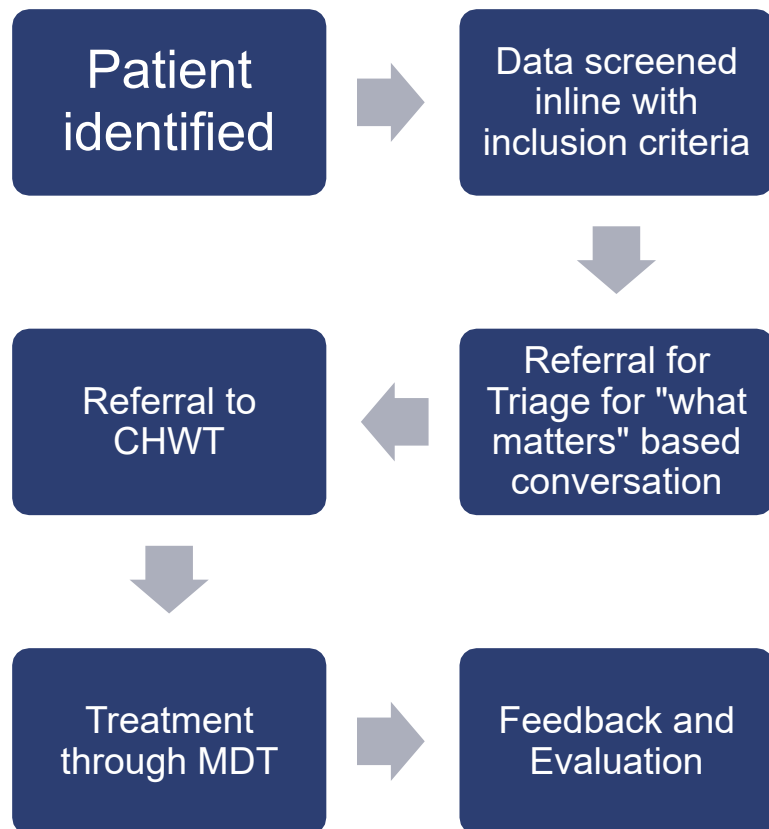 Patient
identified
Data screened
inline with
inclusion criteria
Referral for
Triage for "what
matters" based
conversation
Referral to
CHWT
Treatment
through MDT
Feedback and
Evaluation